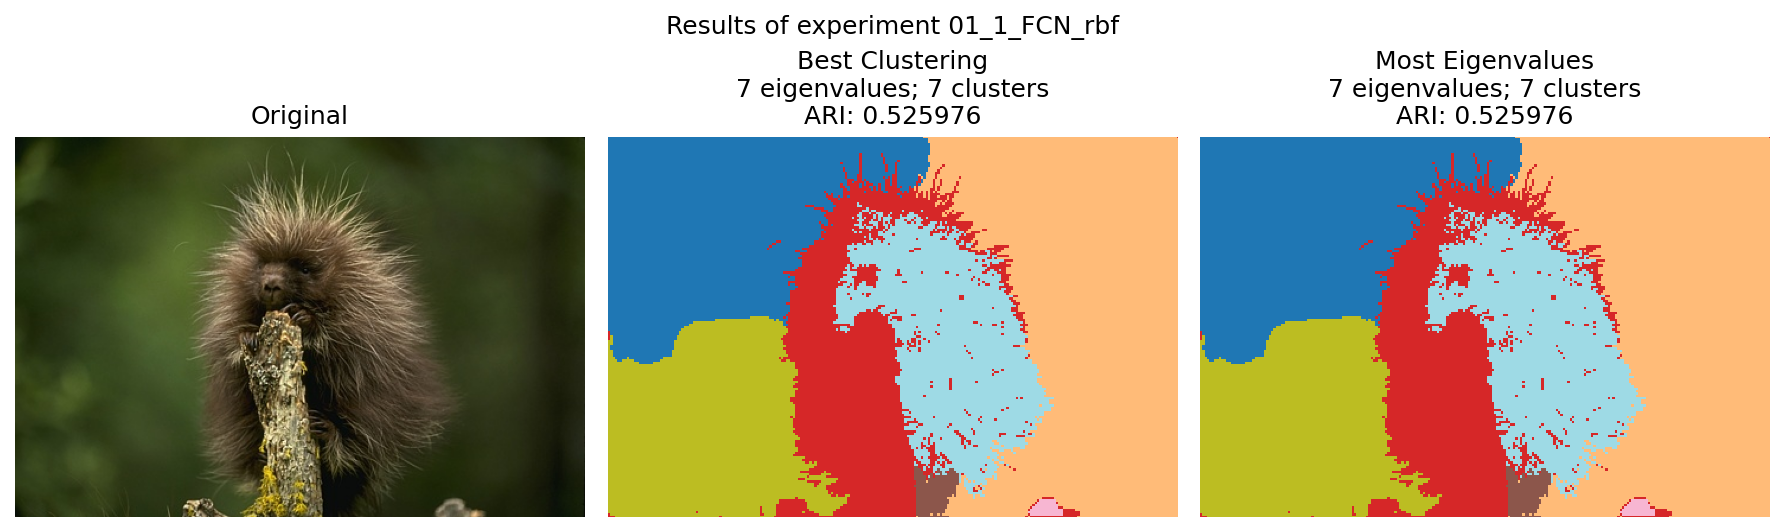 Results of experiment 01_1_FCN_rbf
Original
Best Clustering
7 eigenvalues; 7 clusters
ARI: 0.525976
Most Eigenvalues
7 eigenvalues; 7 clusters
ARI: 0.525976